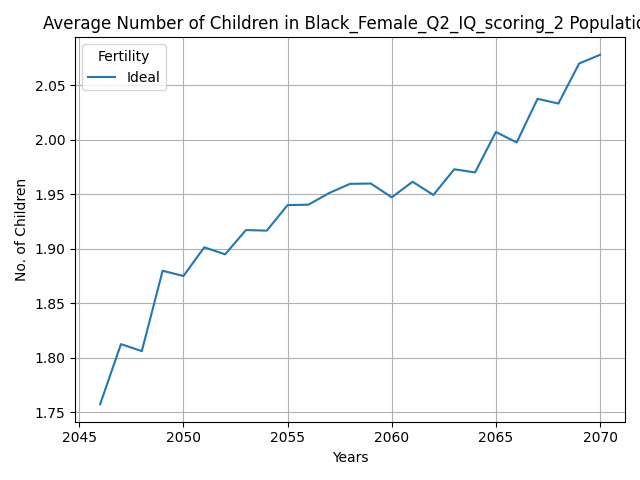 Average Number of Children in Black_Female_Q2_IQ_scoring_2 Populatio
Fertility
Ideal
2.05
2.00
1.95
1.90
1.85
1.80
1.75
No. of Children
2045 2050 2055 2060 2065 2070
Years